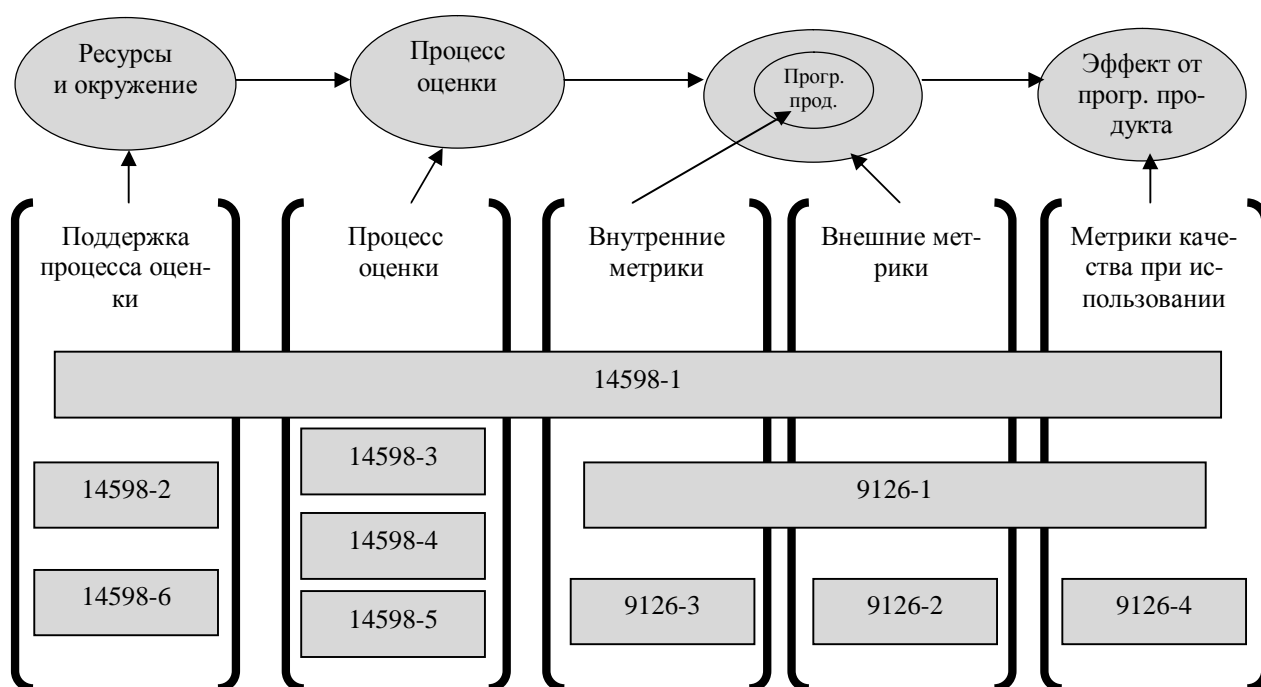 Ресурсы
и окружение
Процесс
оценки
Прогр.
прод.
Эффект от
прогр. про-
дукта
Поддержка
процесса оцен-
ки
Процесс
оценки
Внутренние
метрики
Внешние мет-
рики
Метрики каче-
ства при ис-
пользовании
14598-1
14598-2
14598-6
14598-3
14598-4
14598-5
9126-1
9126-3
9126-2
9126-4